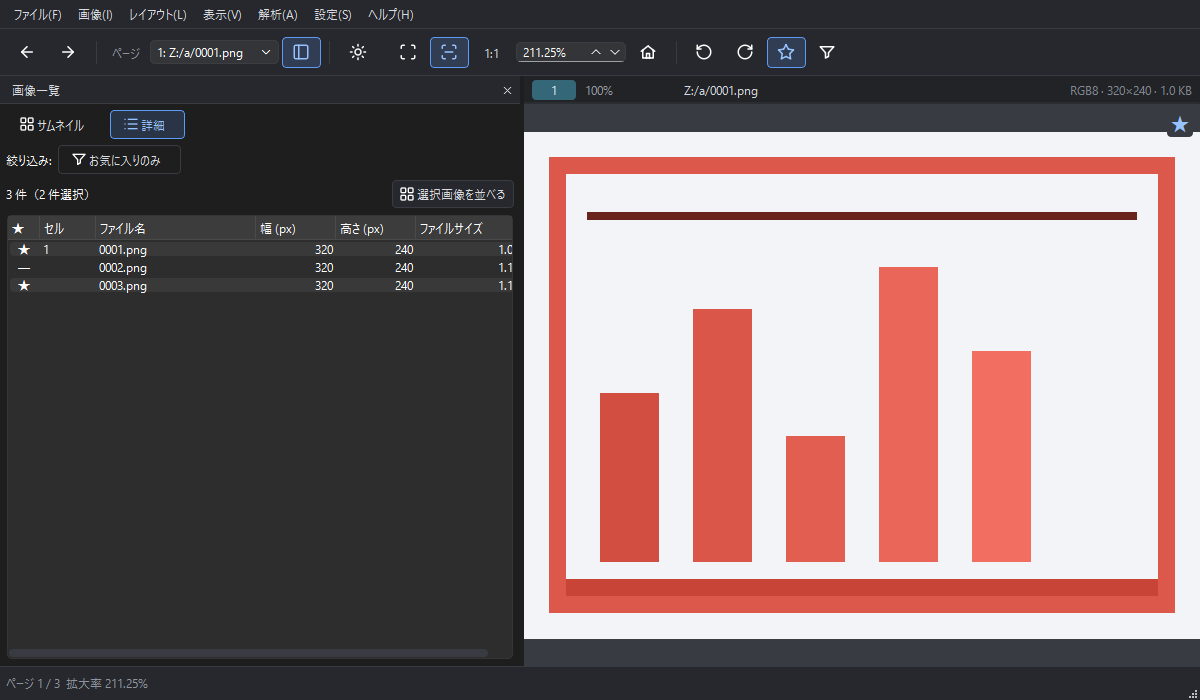 ファイル(F) 画像(I) レイアウト(L) 表示(V) 解析(A) 設定(S) ヘルプ(H)
ページ 1: Z:/a/0001.png 1:1 211.25%
画像一覧
1 100% Z:/a/0001.png RGB8 · 320×240 · 1.0 KB
サムネイル 詳細
絞り込み: お気に入りのみ
3 件（2 件選択） 選択画像を並べる
★ セル ファイル名 幅 (px) 高さ (px) ファイルサイズ
★ 1 0001.png 320 240 1.0
— 0002.png 320 240 1.1
★ 0003.png 320 240 1.1
ページ 1 / 3 拡大率 211.25%